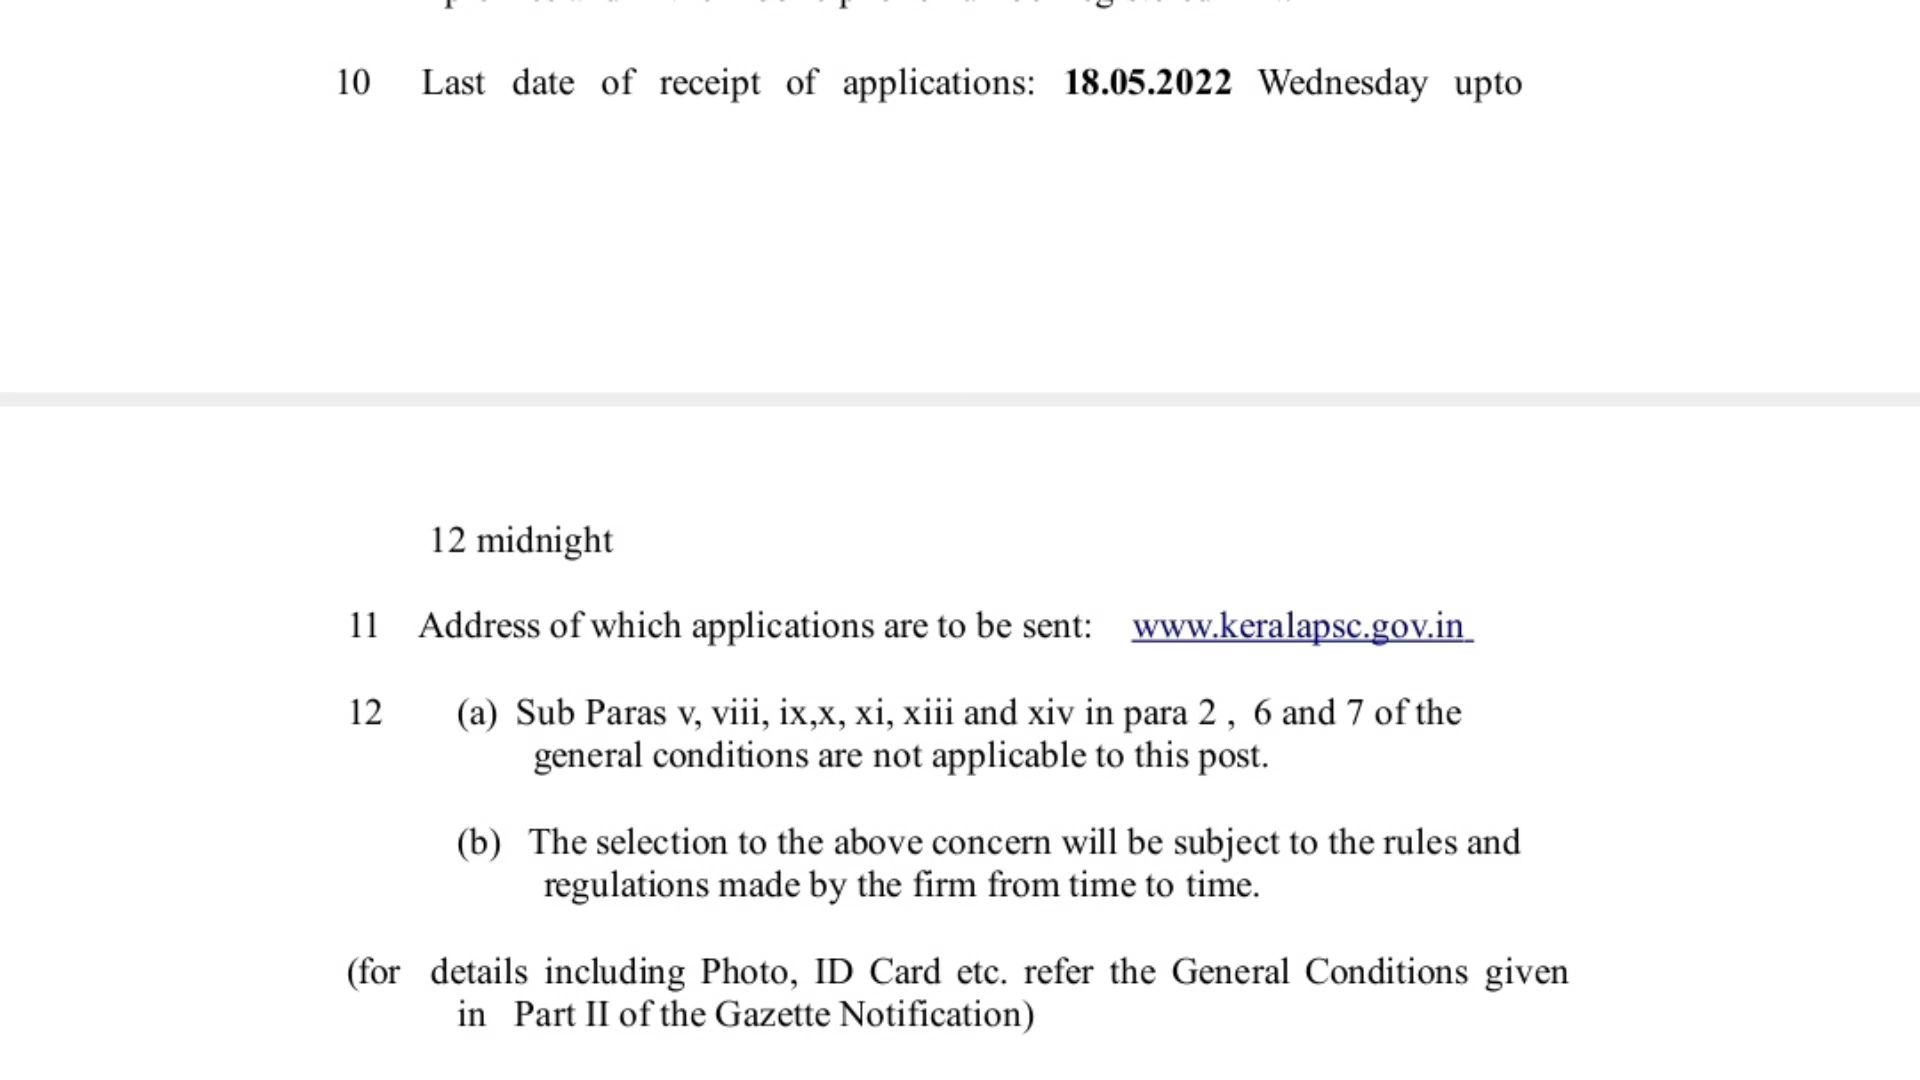 10 Last date of receipt of applications: 18.05.2022 Wednesday upto
12 midnight
11 Address of which applications are to be sent: www.keralapsc.gov.in
12 (a) Sub Paras v, viii, ix,x, xi, xiii and xiv in para 2 , 6 and 7 of the
general conditions are not applicable to this post.
(b) The selection to the above concern will be subject to the rules and
regulations made by the firm from time to time.
(for details including Photo, ID Card etc. refer the General Conditions given
in Part II of the Gazette Notification)